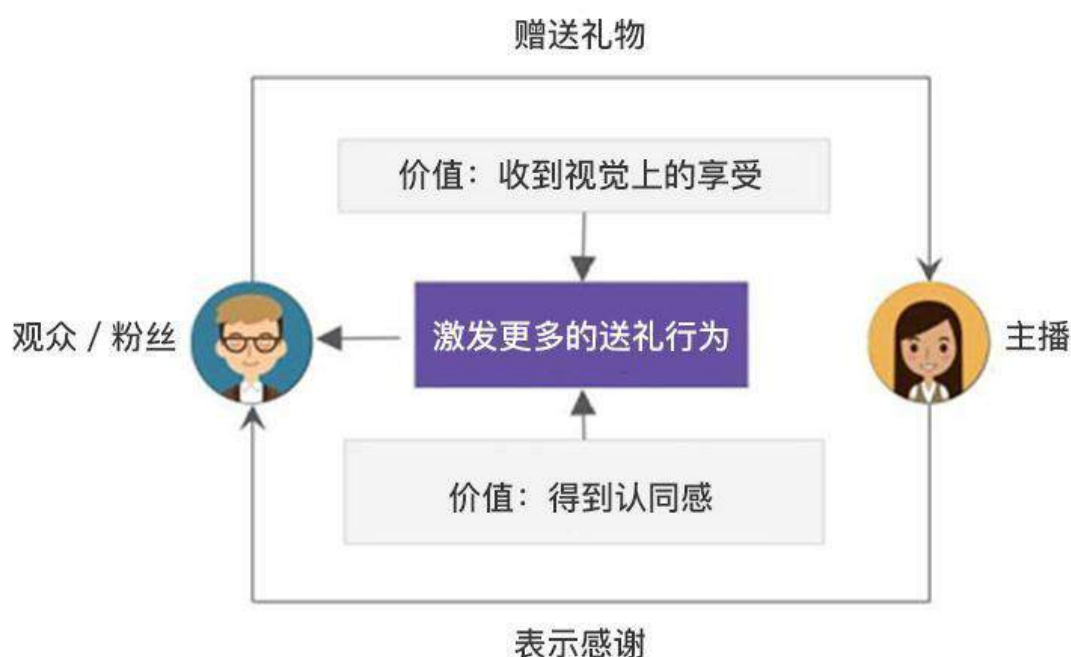 赠送礼物
价值：收到视觉上的享受
观众 / 粉丝
激发更多的送礼行为
主播
价值：得到认同感
表示感谢